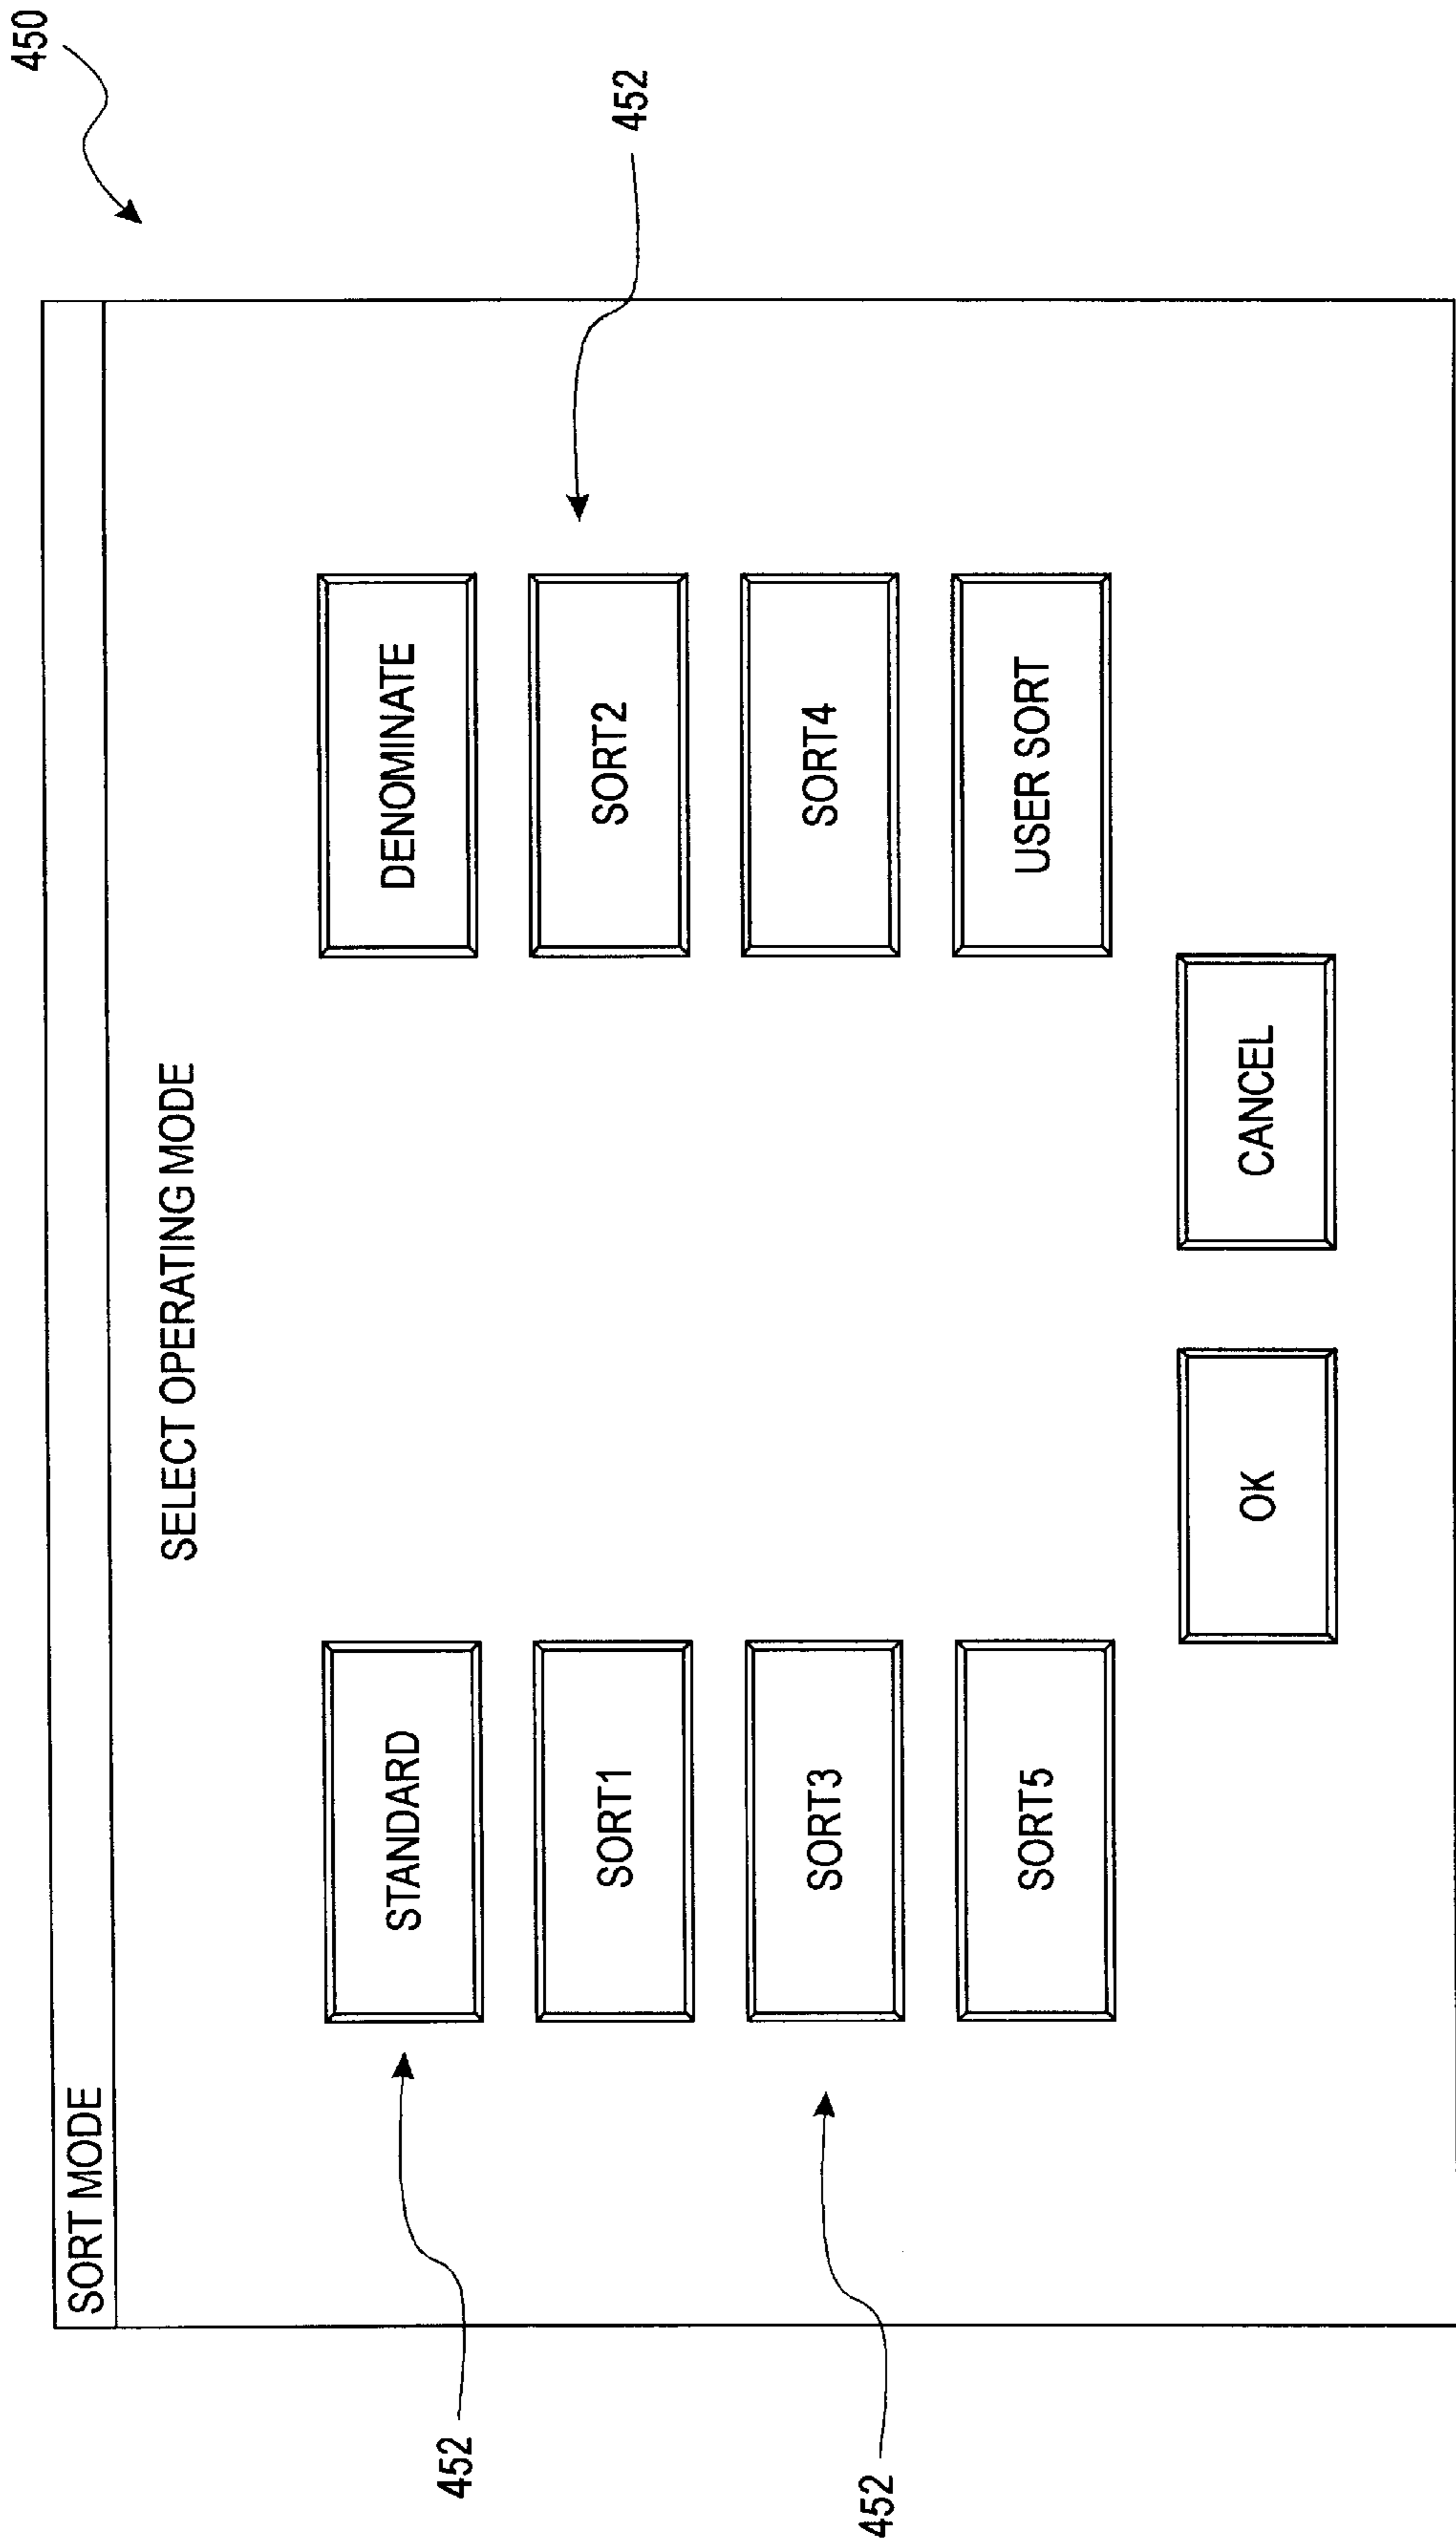 450
SORT MODE
SELECT OPERATING MODE
452
STANDARD
DENOMINATE
452
SORT1
SORT2
452
SORT3
SORT4
SORT5
USER SORT
OK
CANCEL